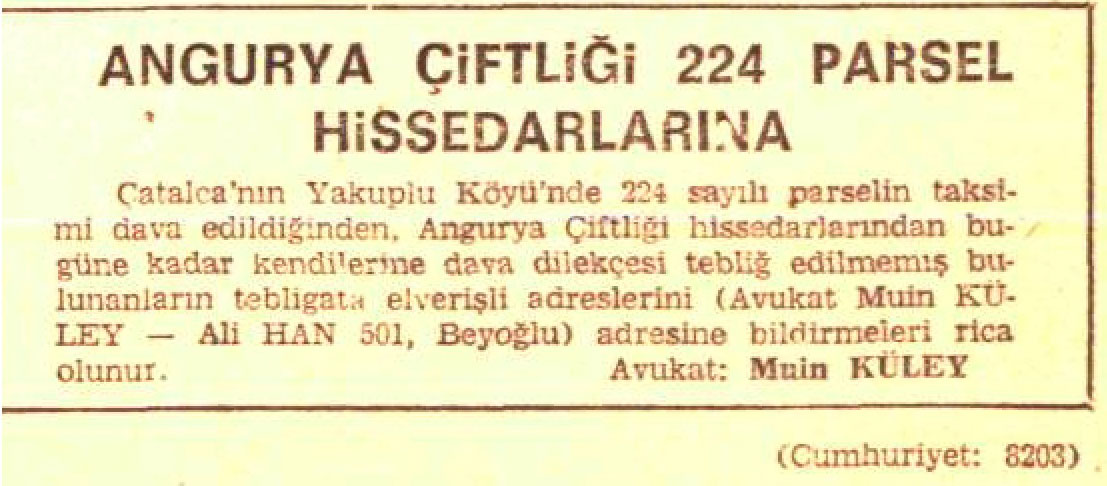 ANGURYA ÇİFTLİĞİ 224 PARSEL
HİSSEDARLARINA
Çatalca'nın Yakuplu Köyü'nde 224 sayılı parselin taksi-
mi dava edildiğinden, Angurya Çiftliği hissedarlarından bu-
güne kadar kendilerine dava dilekçesi tebliğ edilmemiş bu-
lunanların tebligata elverişli adreslerini (Avukat Muin KÜ-
LEY — Ali HAN 501, Beyoğlu) adresine bildirmeleri rica
olunur. Avukat: Muin KÜLEY
(Cumhuriyet: 8203)